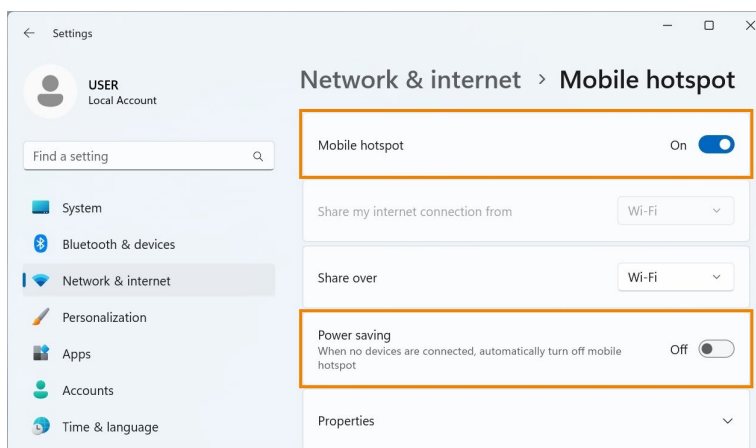 Settings
USER
Local Account
Find a setting
System
Bluetooth & devices
Network & internet
Personalization
Apps
Accounts
Time & language
Network & internet > Mobile hotspot
Mobile hotspot On
Share my internet connection from Wi-Fi
Share over Wi-Fi
Power saving
When no devices are connected, automatically turn off mobile
hotspot
Off
Properties